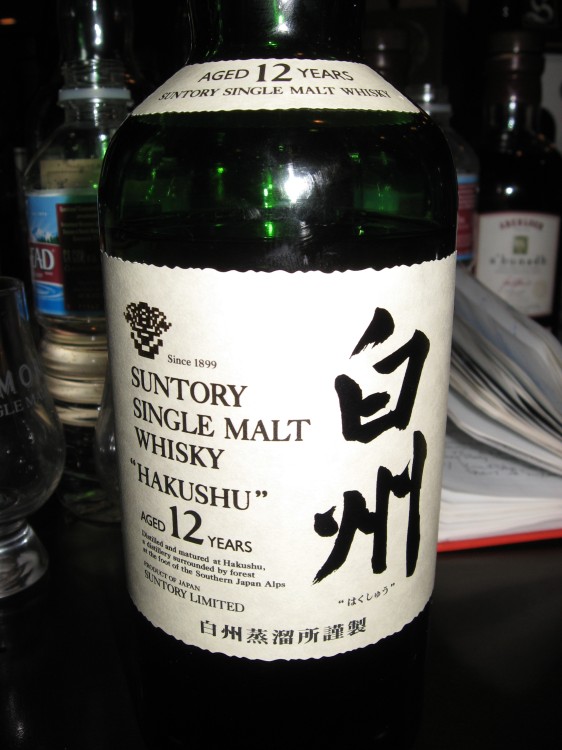 AGED 12 YEARS
SUNTORY SINGLE MALT WHISKY
Since 1899
SUNTORY
SINGLE MALT
WHISKY
"HAKUSHU"
AGED 12 YEARS
Distilled and matured at Hakushu,
a distillery surrounded by forest
at the foot of the Southern Japan Alps
PRODUCT OF JAPAN
SUNTORY LIMITED
白州
"はくしゅう"
白州蒸溜所謹製
ABERLOUR
a'bunadh